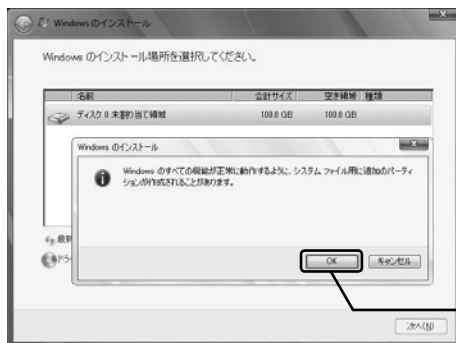 Windows のインストール
Windows のインストール場所を選択してください。
名前 合計サイズ 空き領域 種類
ディスク 0 未割り当て領域 100.0 GB 100.0 GB
Windows のインストール
Windows のすべての機能が正常に動作するように、システム ファイル用に追加のパーティ
ションが作成されることがあります。
最新
ドラ
OK キャンセル
次へ(N)